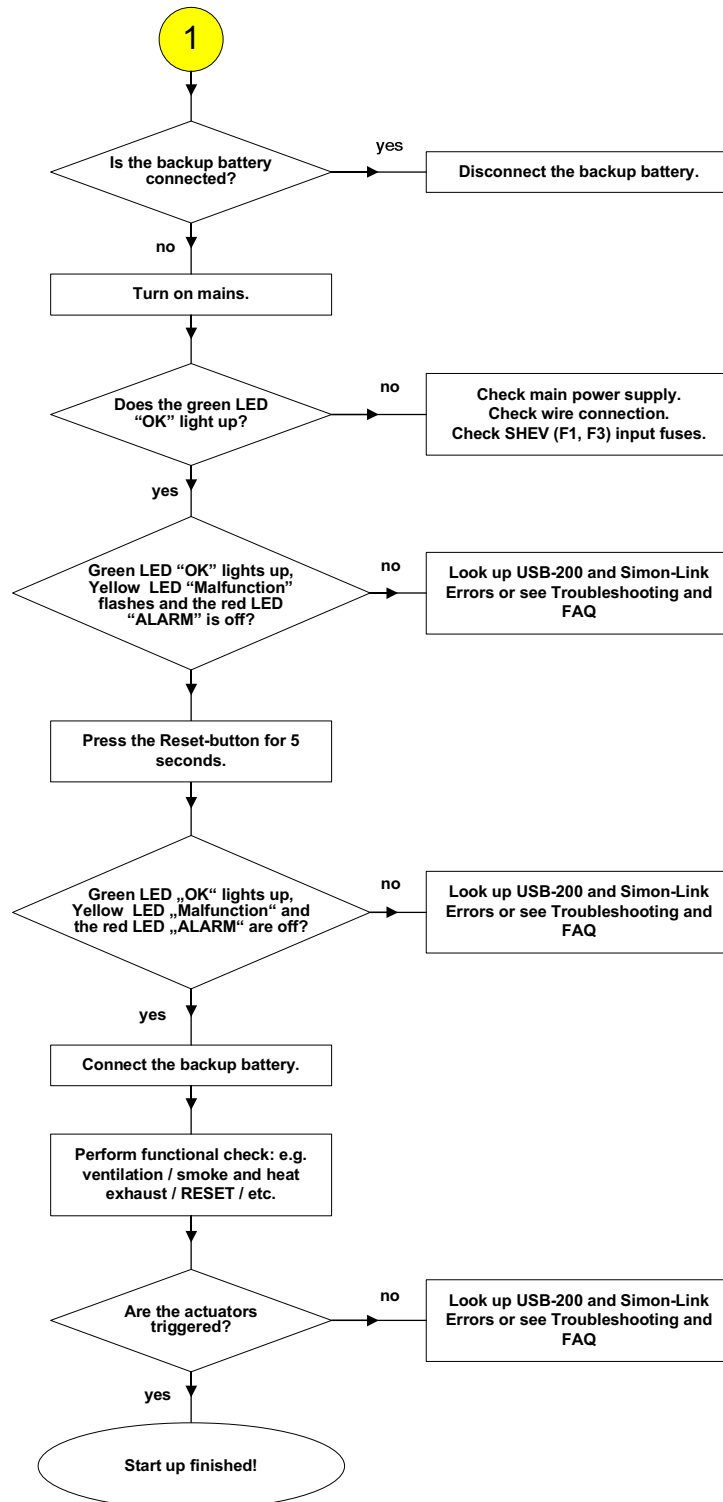 1
Is the backup battery
connected?
yes
Disconnect the backup battery.
no
Turn on mains.
Does the green LED
“OK” light up?
no
Check main power supply.
Check wire connection.
Check SHEV (F1, F3) input fuses.
yes
Green LED “OK” lights up,
Yellow LED “Malfunction”
flashes and the red LED
“ALARM” is off?
no
Look up USB-200 and Simon-Link
Errors or see Troubleshooting and
FAQ
yes
Press the Reset-button for 5
seconds.
Green LED „OK“ lights up,
Yellow LED „Malfunction“ and
the red LED „ALARM“ are off?
no
Look up USB-200 and Simon-Link
Errors or see Troubleshooting and
FAQ
yes
Connect the backup battery.
Perform functional check: e.g.
ventilation / smoke and heat
exhaust / RESET / etc.
Are the actuators
triggered?
no
Look up USB-200 and Simon-Link
Errors or see Troubleshooting and
FAQ
yes
Start up finished!